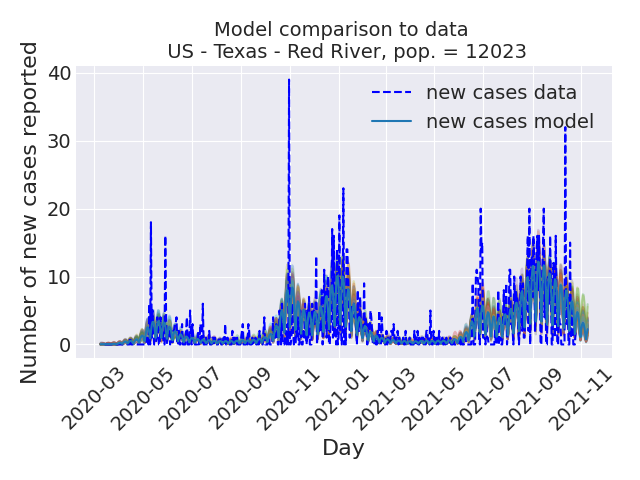 Model comparison to data
US - Texas - Red River, pop. = 12023
Number of new cases reported
40
30
20
10
0
new cases data
new cases model
2020-03
2020-05
2020-07
2020-09
2020-11
2021-01
2021-03
2021-05
2021-07
2021-09
2021-11
Day